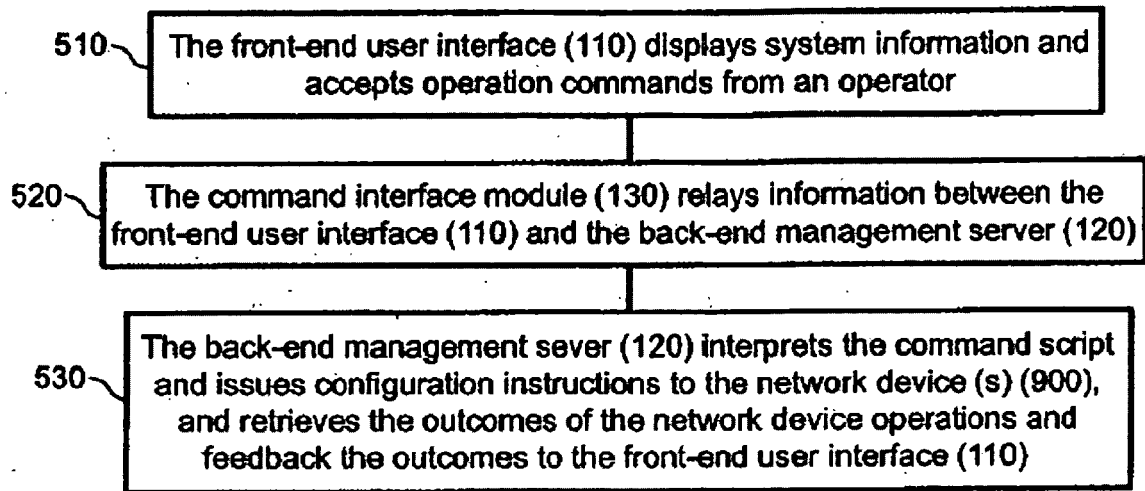 510
The front-end user interface (110) displays system information and
accepts operation commands from an operator
520
The command interface module (130) relays information between the
front-end user interface (110) and the back-end management server (120)
530
The back-end management sever (120) interprets the command script
and issues configuration instructions to the network device (s) (900),
and retrieves the outcomes of the network device operations and
feedback the outcomes to the front-end user interface (110)